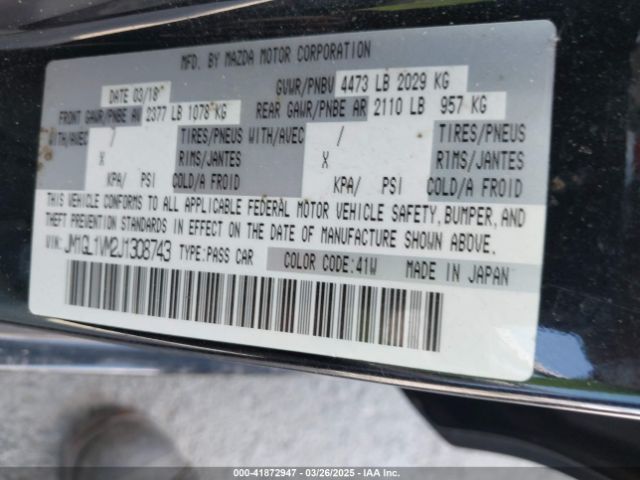 MFD. BY MAZDA MOTOR CORPORATION
DATE 03/18 GVWR/PNBV 4473 LB 2029 KG
FRONT GAWR/PNBE AV 2377 LB 1078 KG REAR GAWR/PNBE AR 2110 LB 957 KG
WITH/AVEC / TIRES/PNEUS WITH/AVEC / TIRES/PNEUS
X RIMS/JANTES X RIMS/JANTES
KPA/ PSI COLD/A FROID KPA/ PSI COLD/A FROID
THIS VEHICLE CONFORMS TO ALL APPLICABLE FEDERAL MOTOR VEHICLE SAFETY, BUMPER, AND
THEFT PREVENTION STANDARDS IN EFFECT ON THE DATE OF MANUFACTURE SHOWN ABOVE.
VIN: JM1GL1VM2J1308743 TYPE:PASS CAR COLOR CODE:41W MADE IN JAPAN
000-41872947 - 03/26/2025 - IAA Inc.